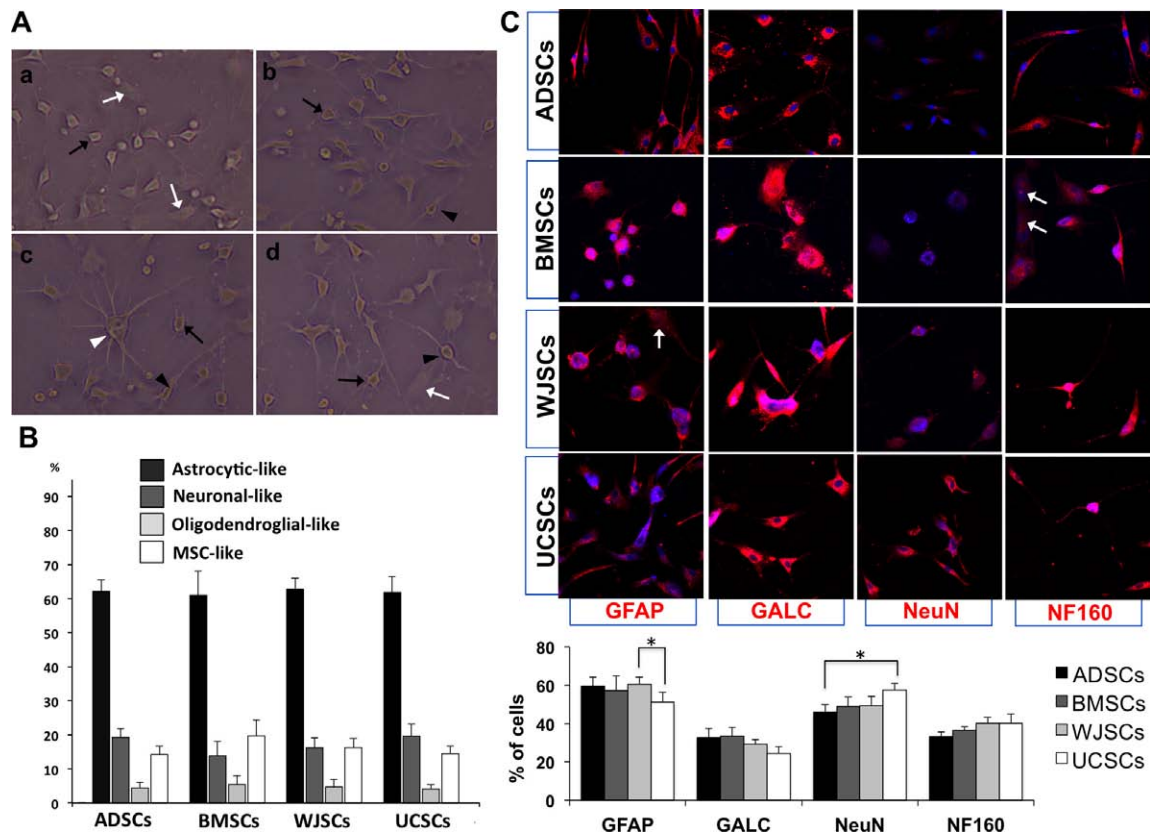 A
a
b
c
d
B
%
90
80
70
60
50
40
30
20
10
0
Astrocytic-like
Neuronal-like
Oligodendroglial-like
MSC-like
ADSCs
BMSCs
WJSCs
UCSCs
C
ADSCs
BMSCs
WJSCs
UCSCs
GFAP
GALC
NeuN
NF160
% of cells
80
60
40
20
0
*
*
ADSCs
BMSCs
WJSCs
UCSCs
GFAP
GALC
NeuN
NF160